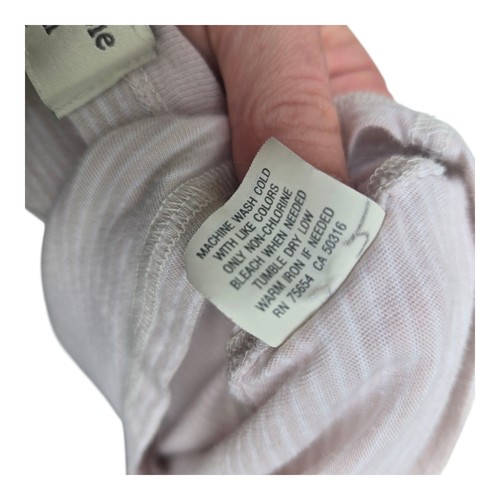 MACHINE WASH COLD
WITH LIKE COLORS
ONLY NON-CHLORINE
BLEACH WHEN NEEDED
TUMBLE DRY LOW
WARM IRON IF NEEDED
RN 75654 CA 50316